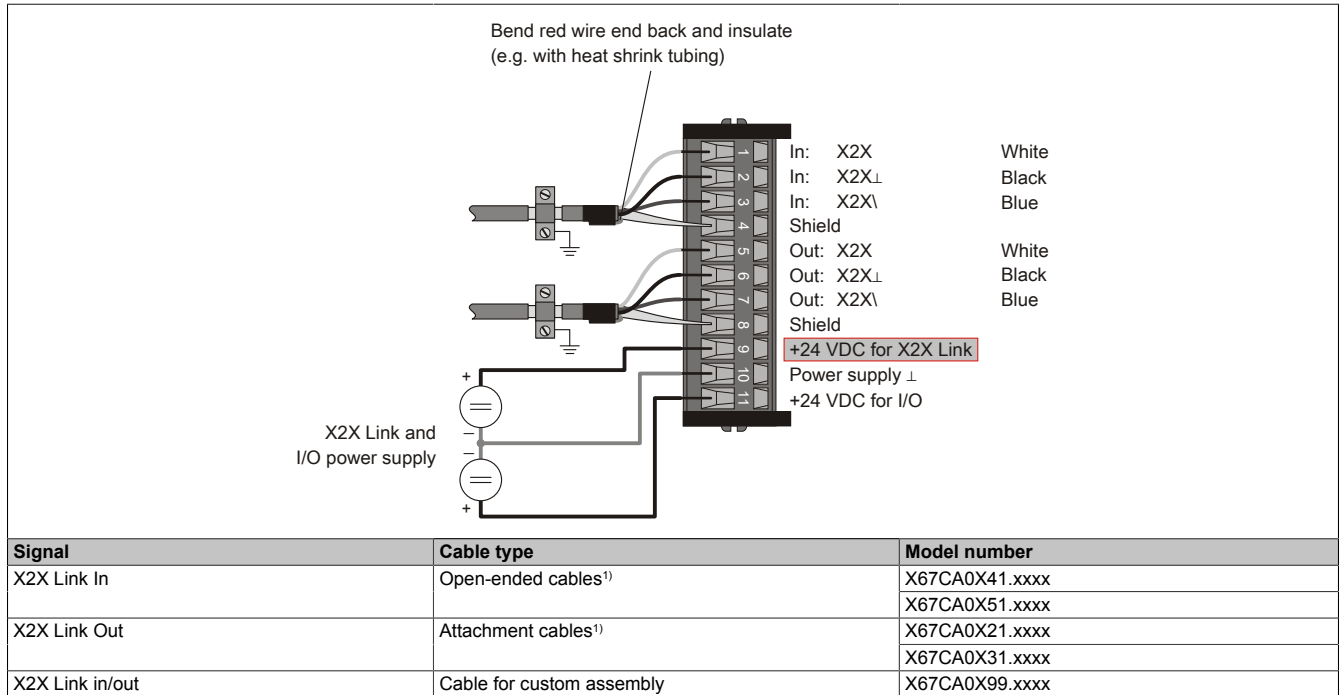 Bend red wire end back and insulate
(e.g. with heat shrink tubing)
1 In: X2X White
2 In: X2X⊥ Black
3 In: X2X\ Blue
4 Shield
5 Out: X2X White
6 Out: X2X⊥ Black
7 Out: X2X\ Blue
8 Shield
9 +24 VDC for X2X Link
10 Power supply ⊥
11 +24 VDC for I/O
+
X2X Link and
I/O power supply
–
–
+
Signal Cable type Model number
X2X Link In Open-ended cables1) X67CA0X41.xxxx
X67CA0X51.xxxx
X2X Link Out Attachment cables1) X67CA0X21.xxxx
X67CA0X31.xxxx
X2X Link in/out Cable for custom assembly X67CA0X99.xxxx